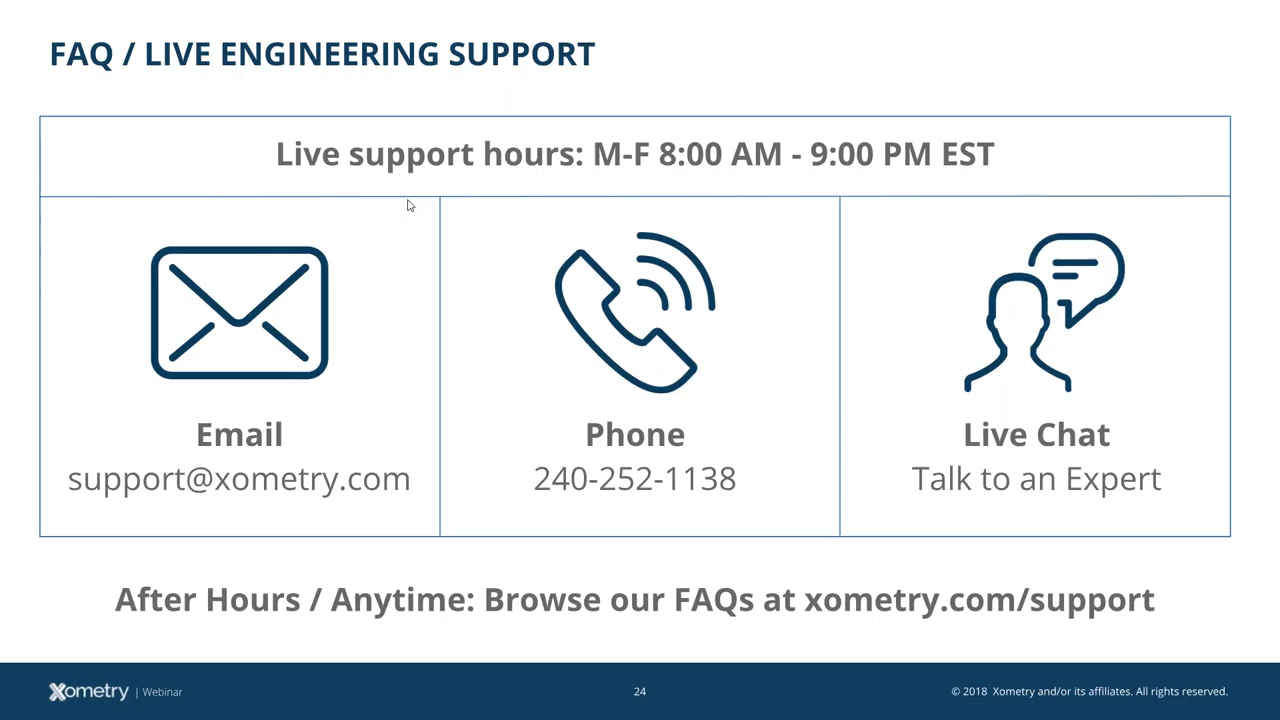 FAQ / LIVE ENGINEERING SUPPORT
Live support hours: M-F 8:00 AM - 9:00 PM EST
Email
support@xometry.com
Phone
240-252-1138
Live Chat
Talk to an Expert
After Hours / Anytime: Browse our FAQs at xometry.com/support
Xometry | Webinar
24
© 2018 Xometry and/or its affiliates. All rights reserved.